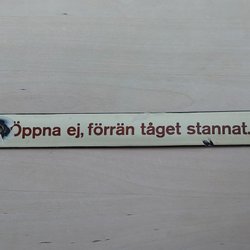 Öppna ej, förrän tåget stannat.